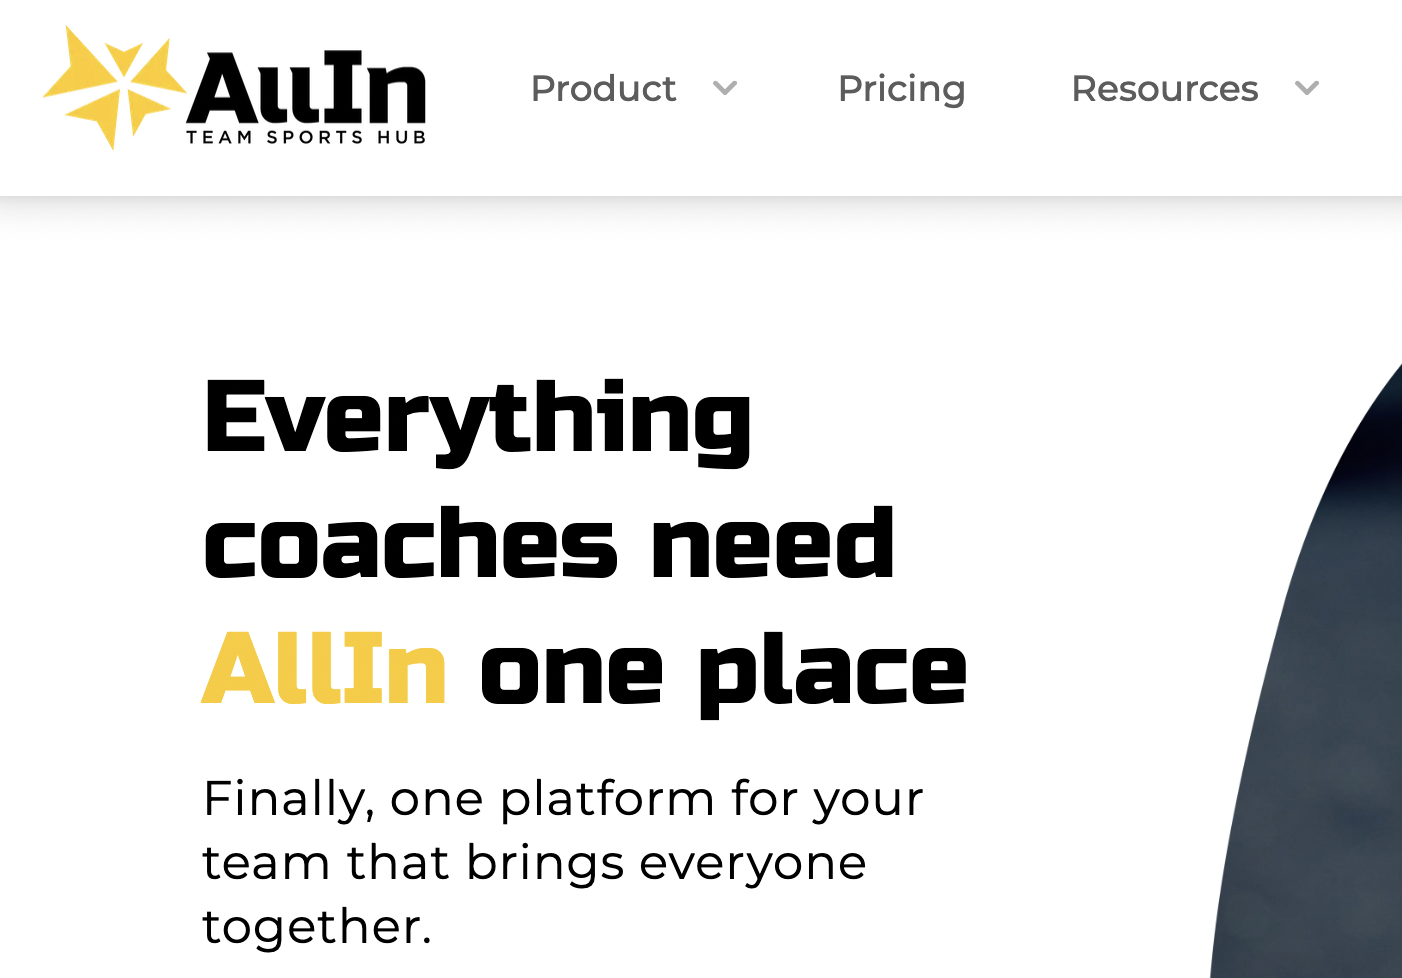 AllIn
TEAM SPORTS HUB
Product
Pricing
Resources
Everything
coaches need
AllIn one place
Finally, one platform for your
team that brings everyone
together.